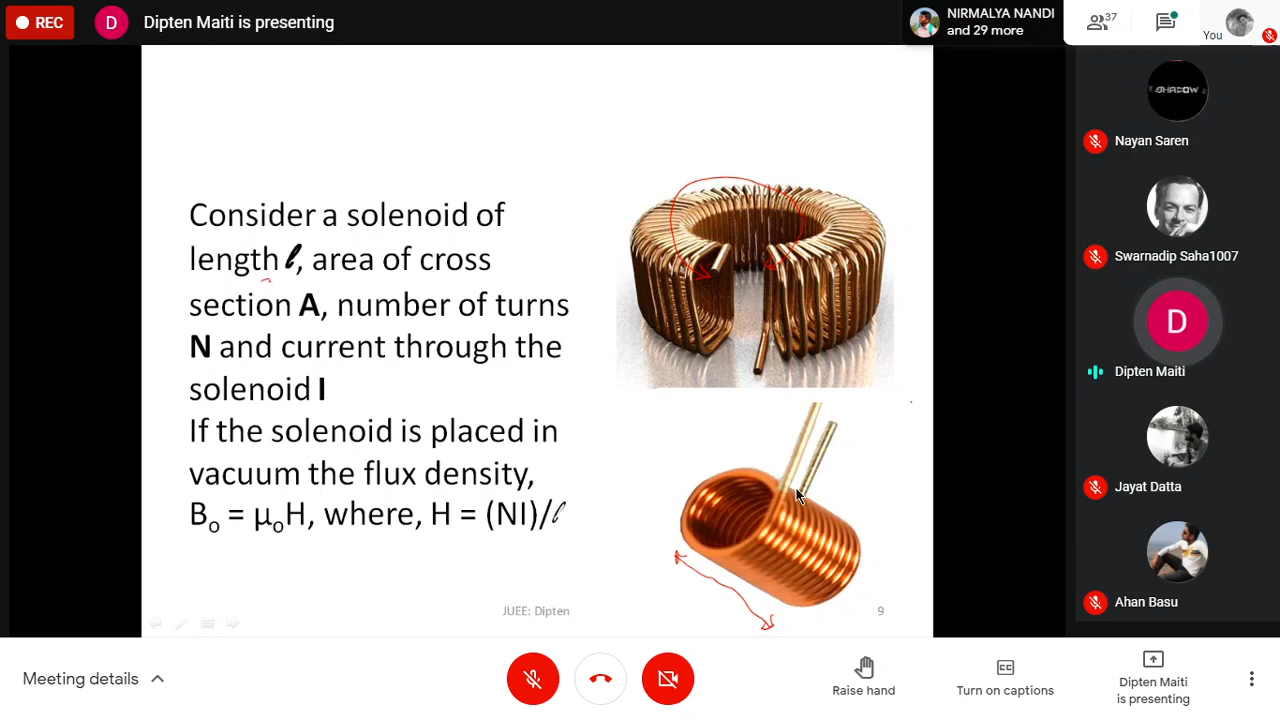 REC
D
Dipten Maiti is presenting
NIRMALYA NANDI
and 29 more
37
You
Consider a solenoid of
length ℓ, area of cross
section A, number of turns
N and current through the
solenoid I
If the solenoid is placed in
vacuum the flux density,
Bo = μoH, where, H = (NI)/ℓ
JUEE: Dipten
9
SHADOW
Nayan Saren
Swarnadip Saha1007
D
Dipten Maiti
Jayat Datta
Ahan Basu
Meeting details
Raise hand
Turn on captions
Dipten Maiti
is presenting